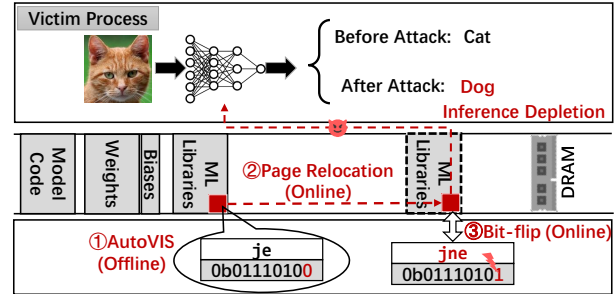 Victim Process
Before Attack: Cat
After Attack: Dog
Inference Depletion
Model
Code
Weights
Biases
ML
Libraries
②Page Relocation
(Online)
ML
Libraries
DRAM
①AutoVIS
(Offline)
je
0b01110100
③Bit-flip (Online)
jne
0b01110101